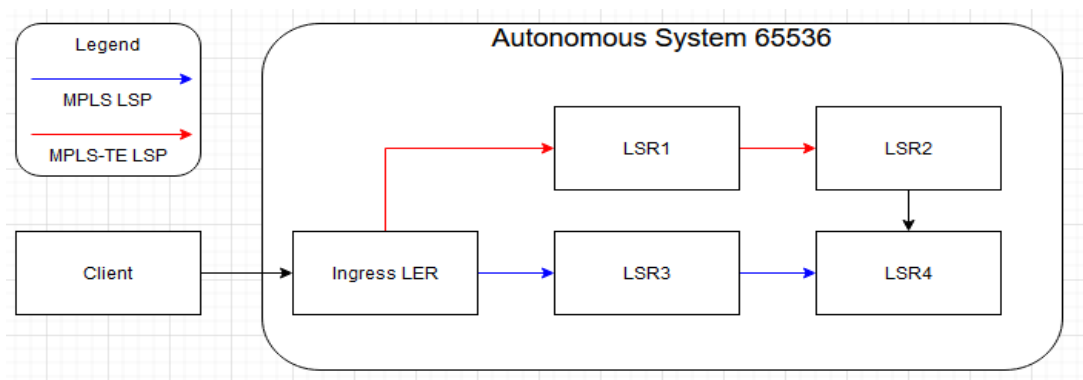 Legend
MPLS LSP
MPLS-TE LSP
Autonomous System 65536
LSR1
LSR2
Client
Ingress LER
LSR3
LSR4